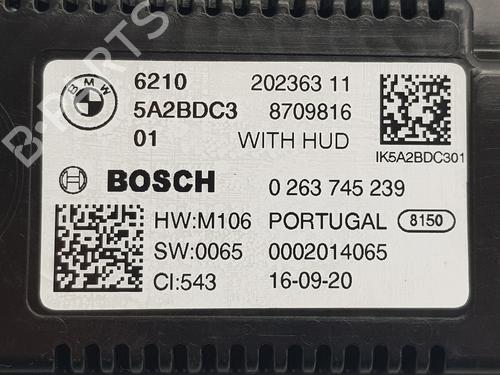 B-PARTS
BMW
6210 202363 11
5A2BDC3 8709816
01 WITH HUD
IK5A2BDC301
BOSCH 0 263 745 239
HW:M106 PORTUGAL 8150
SW:0065 0002014065
CI:543 16-09-20